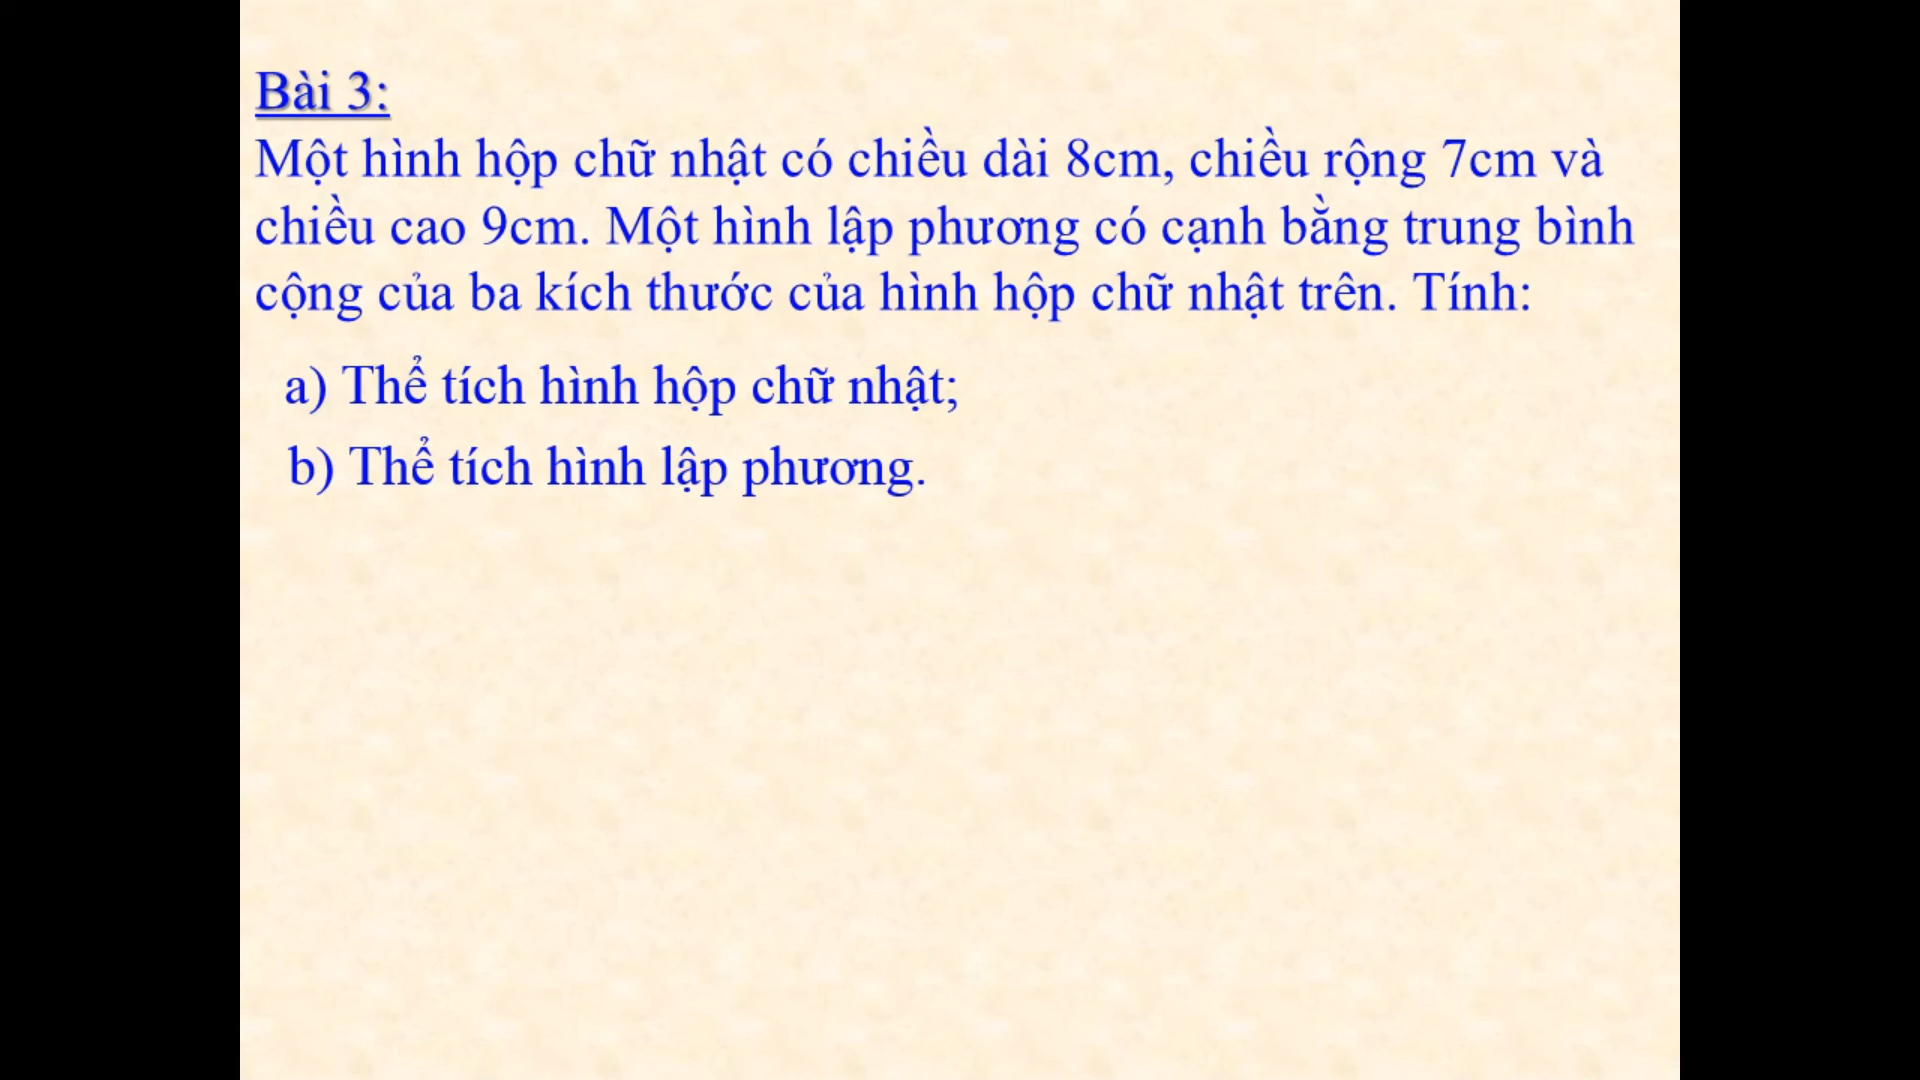 Bài 3:
Một hình hộp chữ nhật có chiều dài 8cm, chiều rộng 7cm và
chiều cao 9cm. Một hình lập phương có cạnh bằng trung bình
cộng của ba kích thước của hình hộp chữ nhật trên. Tính:
a) Thể tích hình hộp chữ nhật;
b) Thể tích hình lập phương.